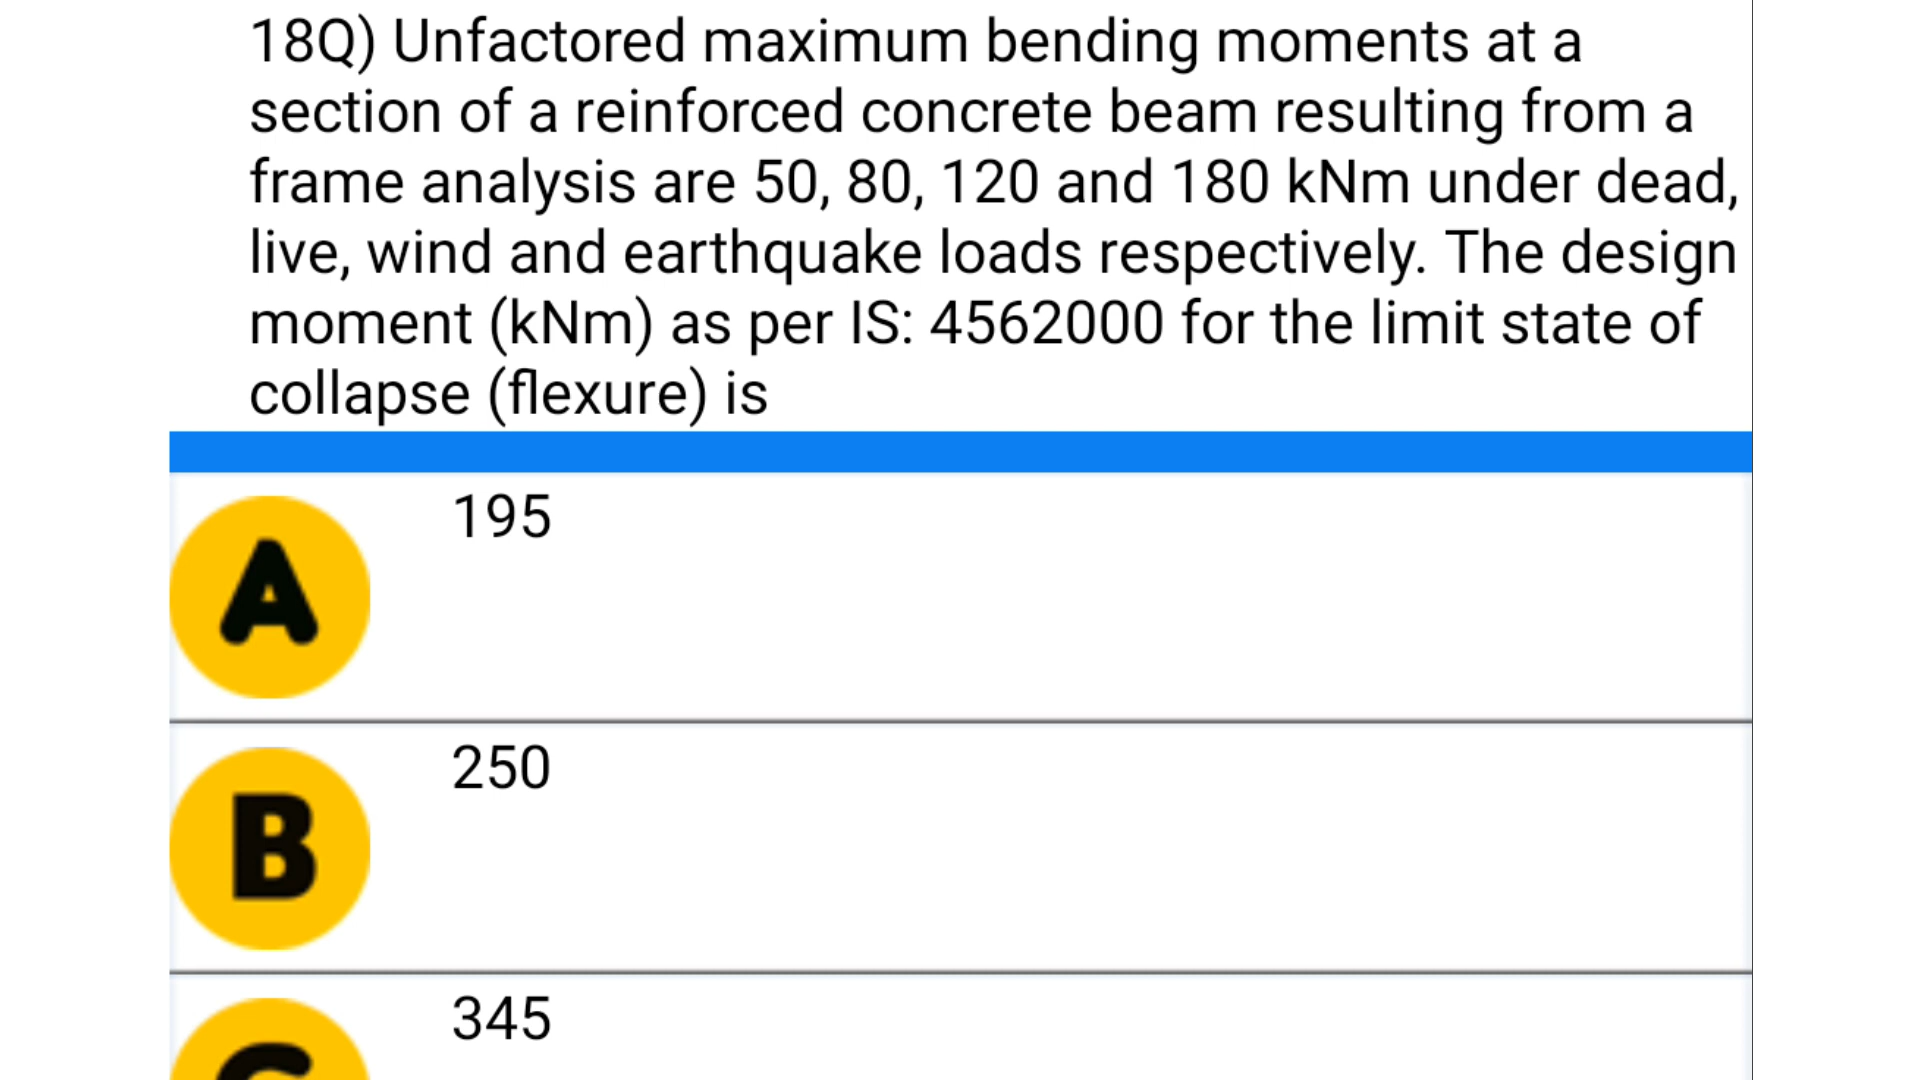 18Q) Unfactored maximum bending moments at a
section of a reinforced concrete beam resulting from a
frame analysis are 50, 80, 120 and 180 kNm under dead,
live, wind and earthquake loads respectively. The design
moment (kNm) as per IS: 4562000 for the limit state of
collapse (flexure) is
A
195
B
250
C
345